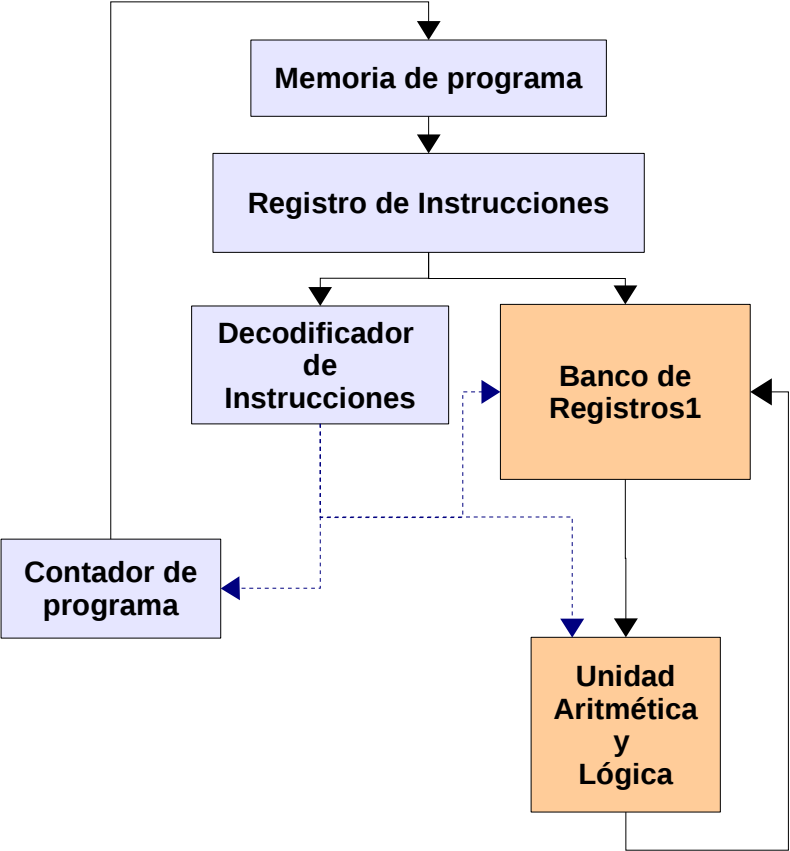 Memoria de programa
Registro de Instrucciones
Decodificador
de
Instrucciones
Banco de
Registros1
Contador de
programa
Unidad
Aritmética
y
Lógica